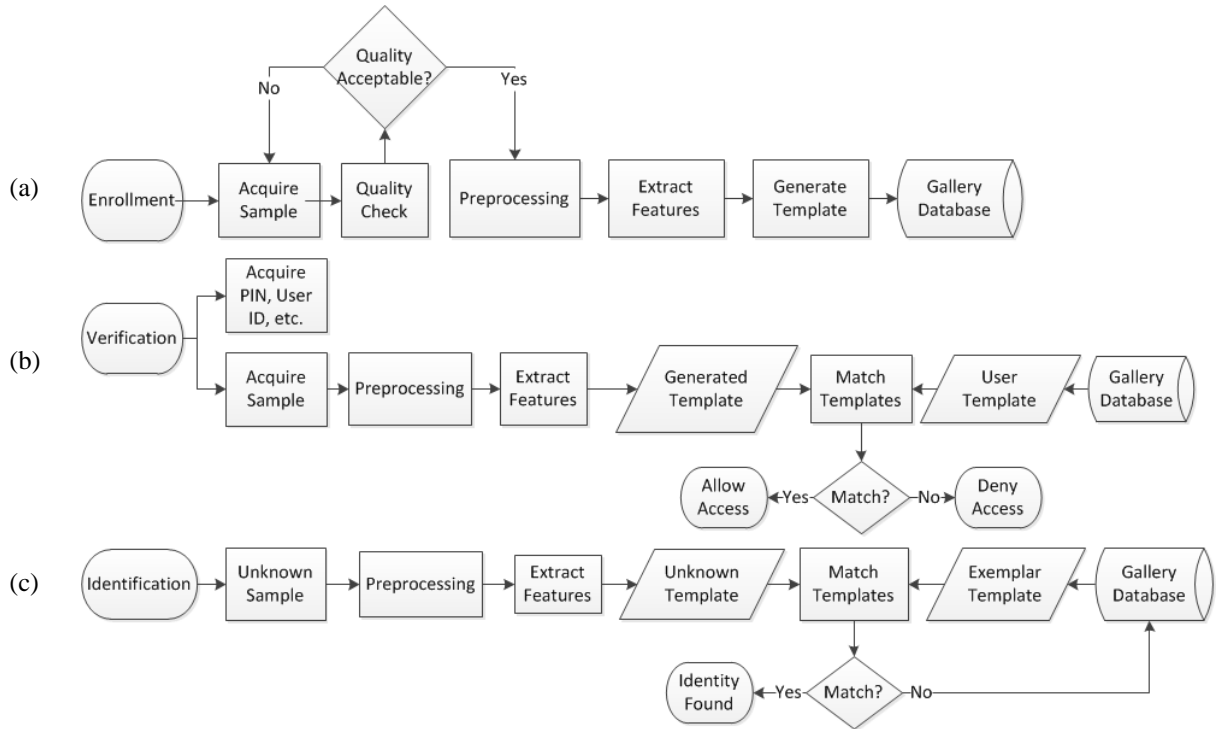 Quality
Acceptable?
No
Yes
(a)
Enrollment
Acquire
Sample
Quality
Check
Preprocessing
Extract
Features
Generate
Template
Gallery
Database
(b)
Verification
Acquire
PIN, User
ID, etc.
Acquire
Sample
Preprocessing
Extract
Features
Generated
Template
Match
Templates
User
Template
Gallery
Database
Allow
Access
Yes
Match?
No
Deny
Access
(c)
Identification
Unknown
Sample
Preprocessing
Extract
Features
Unknown
Template
Match
Templates
Exemplar
Template
Gallery
Database
Identity
Found
Yes
Match?
No